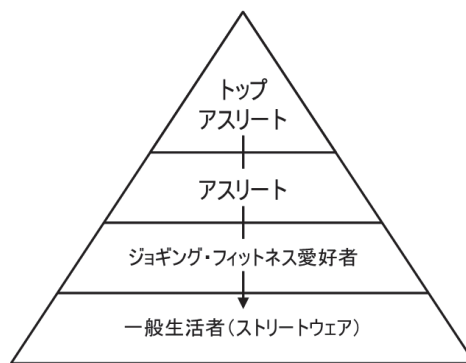 トップ
アスリート
アスリート
ジョギング・フィットネス愛好者
一般生活者(ストリートウェア)